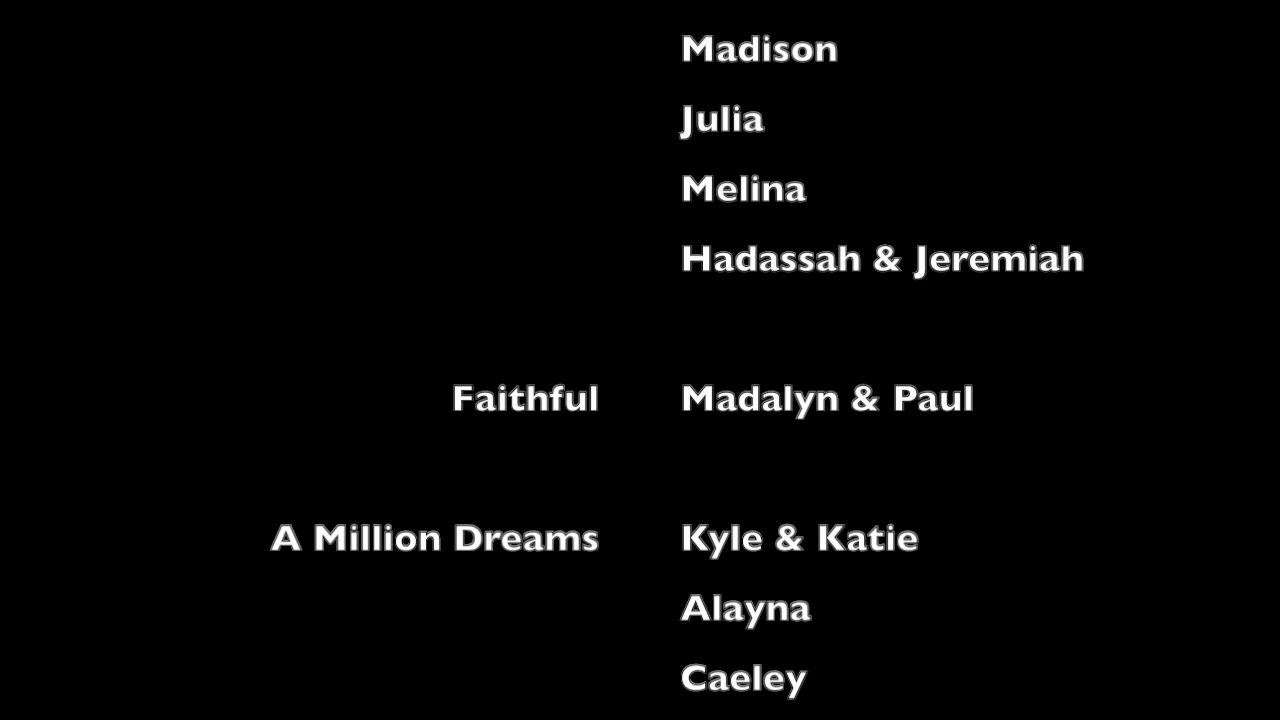 Madison
Julia
Melina
Hadassah & Jeremiah
Faithful Madalyn & Paul
A Million Dreams Kyle & Katie
Alayna
Caeley